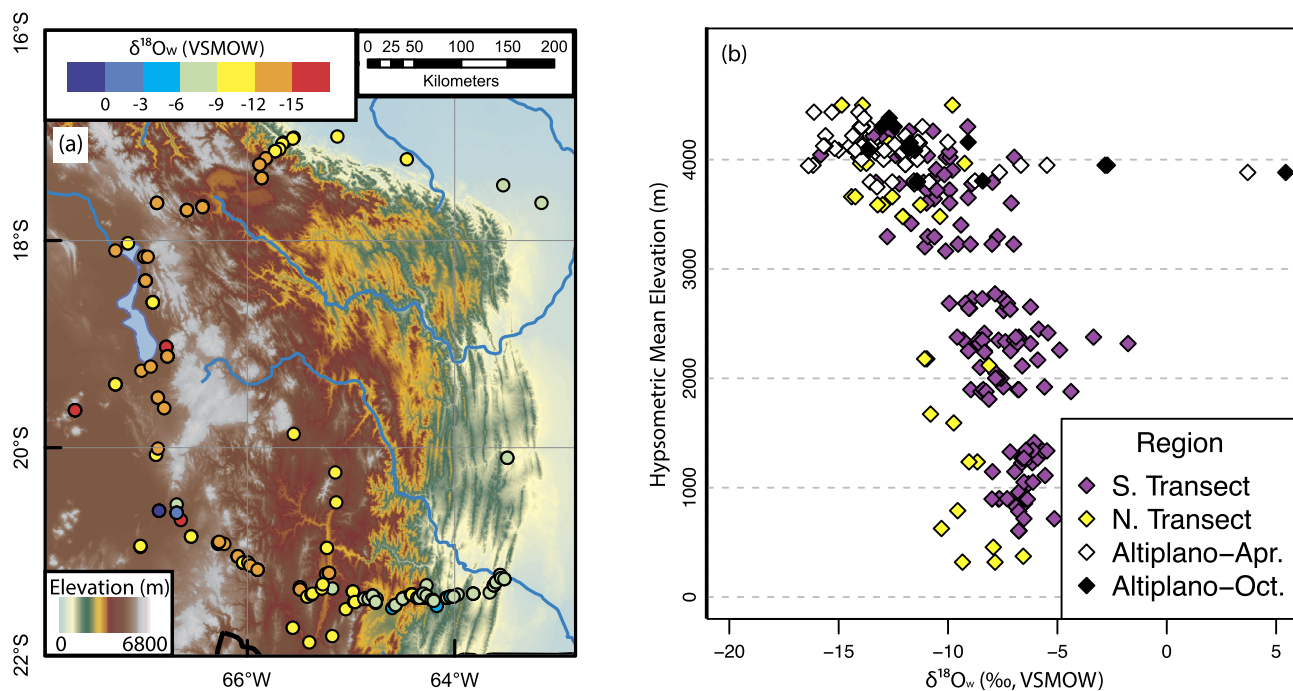 16°S
18°S
20°S
22°S
66°W
64°W
δ18Ow (VSMOW)
0 -3 -6 -9 -12 -15
0 25 50 100 150 200
Kilometers
(a)
Elevation (m)
0 6800
(b)
Hypsometric Mean Elevation (m)
4000
3000
2000
1000
0
−20 −15 −10 −5 0 5
δ18Ow (‰, VSMOW)
Region
S. Transect
N. Transect
Altiplano−Apr.
Altiplano−Oct.